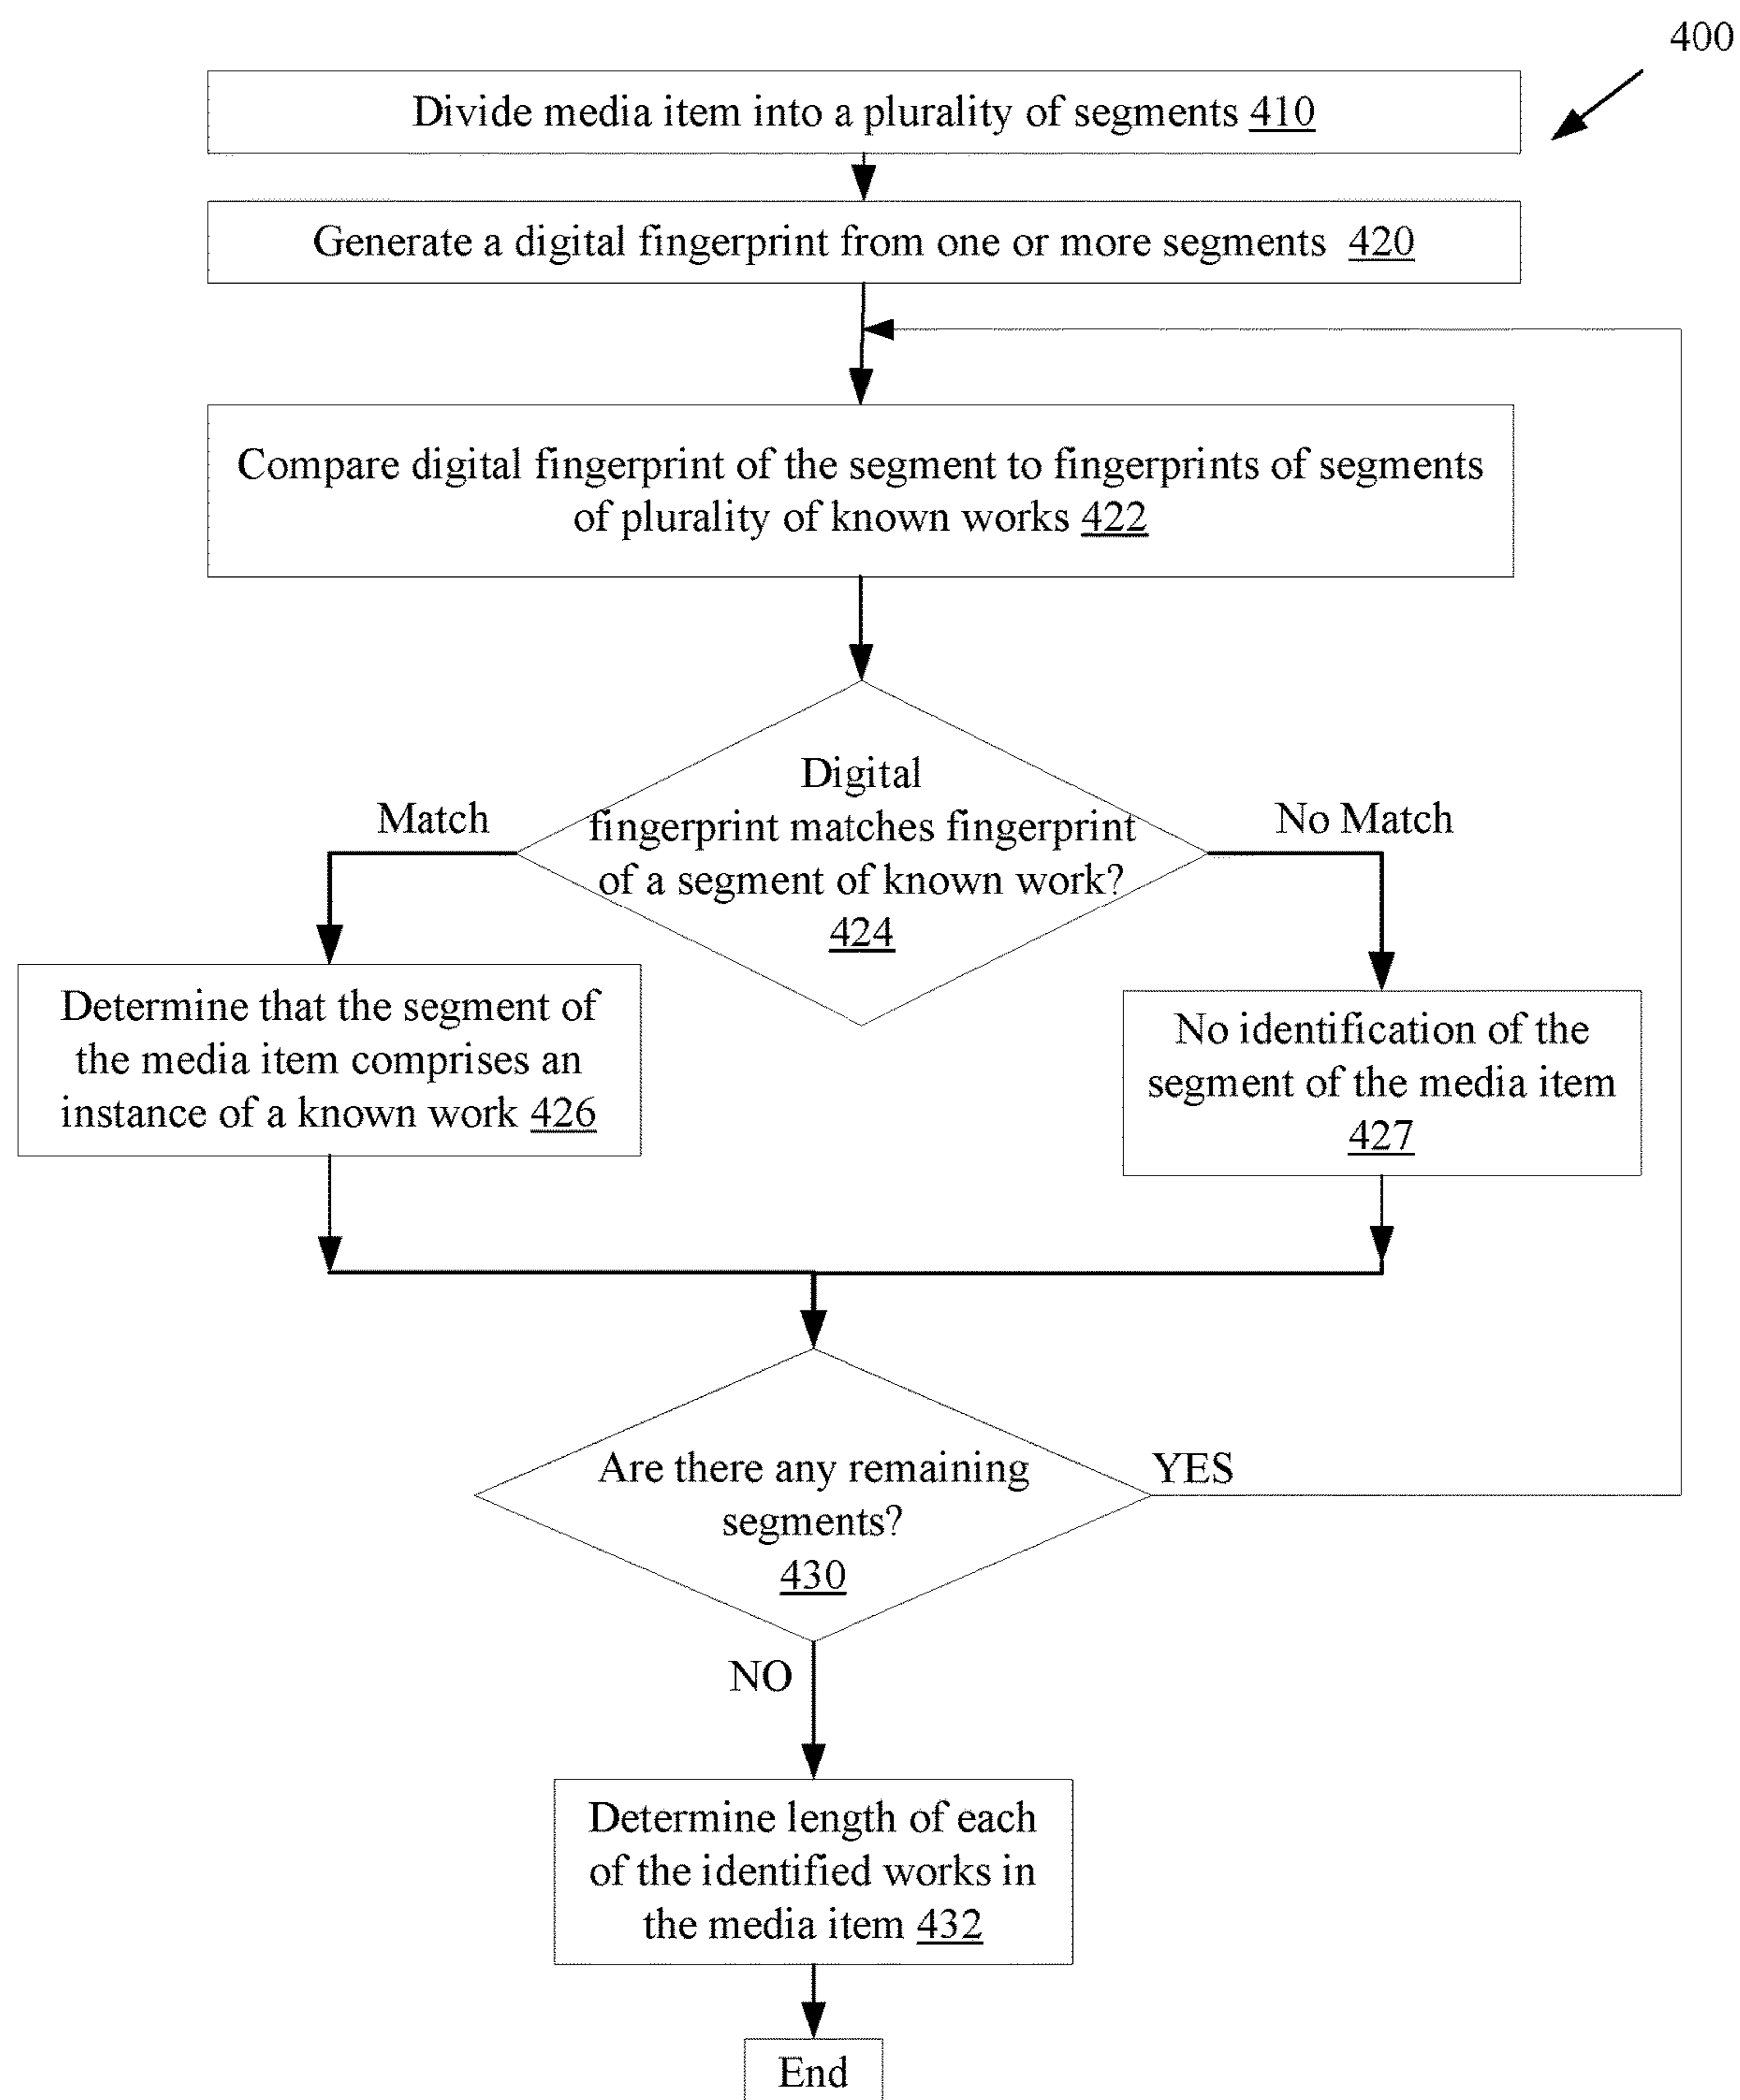 400
Divide media item into a plurality of segments 410
Generate a digital fingerprint from one or more segments 420
Compare digital fingerprint of the segment to fingerprints of segments
of plurality of known works 422
Digital
fingerprint matches fingerprint
of a segment of known work?
424
Match
No Match
Determine that the segment of
the media item comprises an
instance of a known work 426
No identification of the
segment of the media item
427
Are there any remaining
segments?
430
YES
NO
Determine length of each
of the identified works in
the media item 432
End